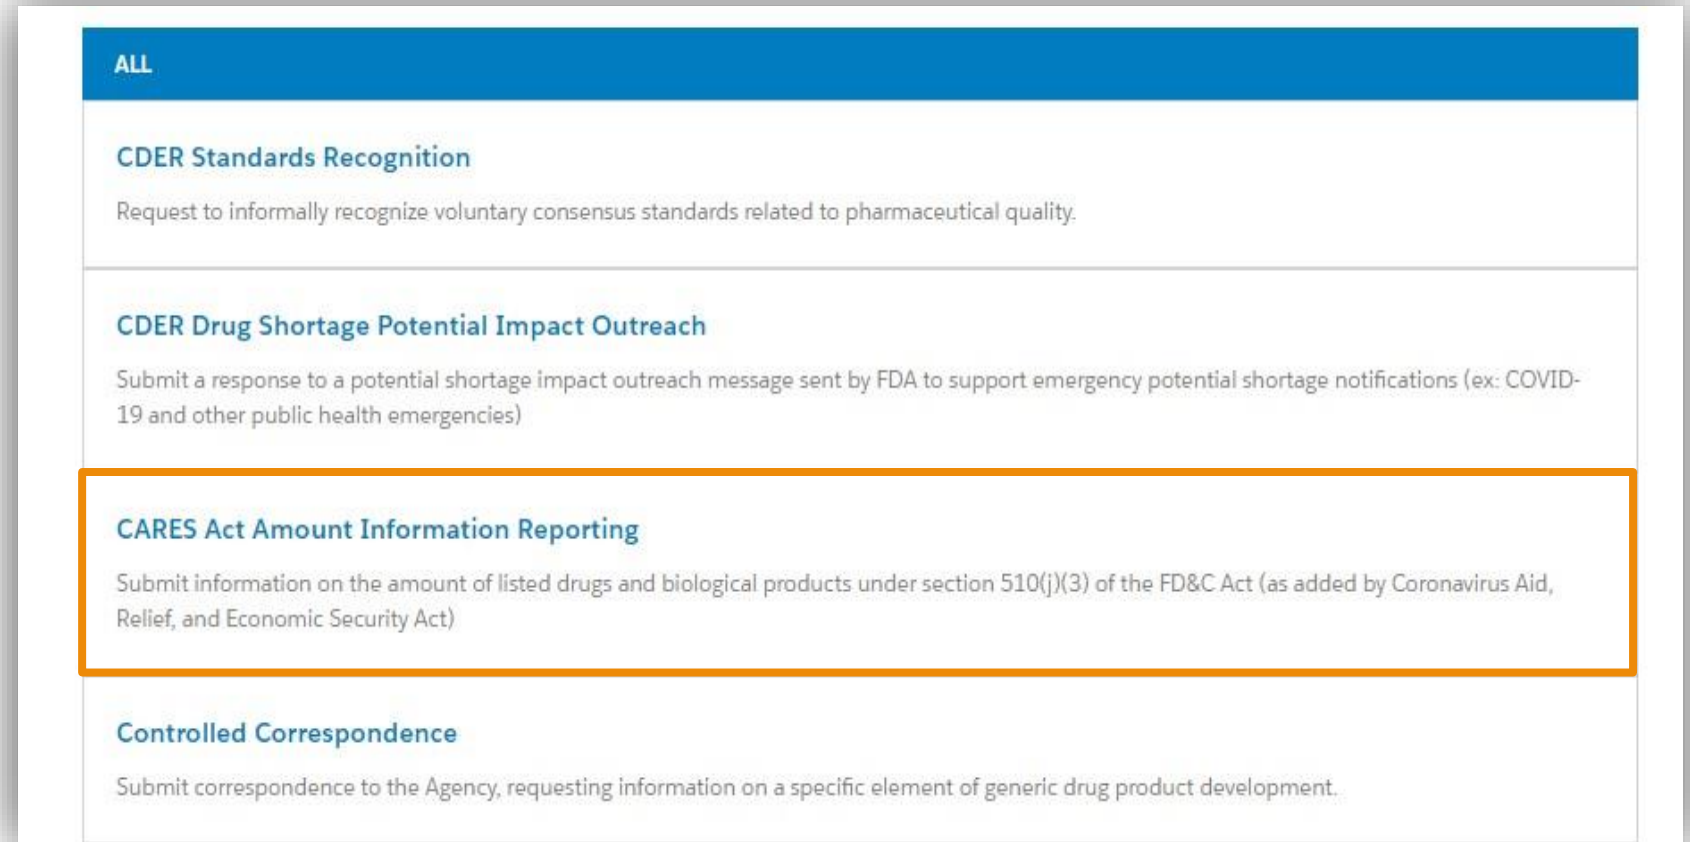 ALL
CDER Standards Recognition
Request to informally recognize voluntary consensus standards related to pharmaceutical quality.
CDER Drug Shortage Potential Impact Outreach
Submit a response to a potential shortage impact outreach message sent by FDA to support emergency potential shortage notifications (ex: COVID-
19 and other public health emergencies)
CARES Act Amount Information Reporting
Submit information on the amount of listed drugs and biological products under section 510(j)(3) of the FD&C Act (as added by Coronavirus Aid,
Relief, and Economic Security Act)
Controlled Correspondence
Submit correspondence to the Agency, requesting information on a specific element of generic drug product development.